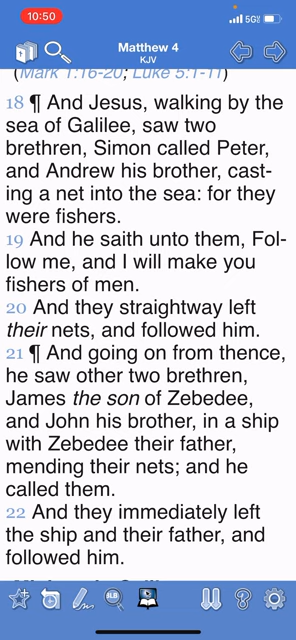 10:50
5G
Matthew 4
KJV
(Mark 1:16-20; Luke 5:1-11)
18 ¶ And Jesus, walking by the
sea of Galilee, saw two
brethren, Simon called Peter,
and Andrew his brother, cast-
ing a net into the sea: for they
were fishers.
19 And he saith unto them, Fol-
low me, and I will make you
fishers of men.
20 And they straightway left
their nets, and followed him.
21 ¶ And going on from thence,
he saw other two brethren,
James the son of Zebedee,
and John his brother, in a ship
with Zebedee their father,
mending their nets; and he
called them.
22 And they immediately left
the ship and their father, and
followed him.
SLB